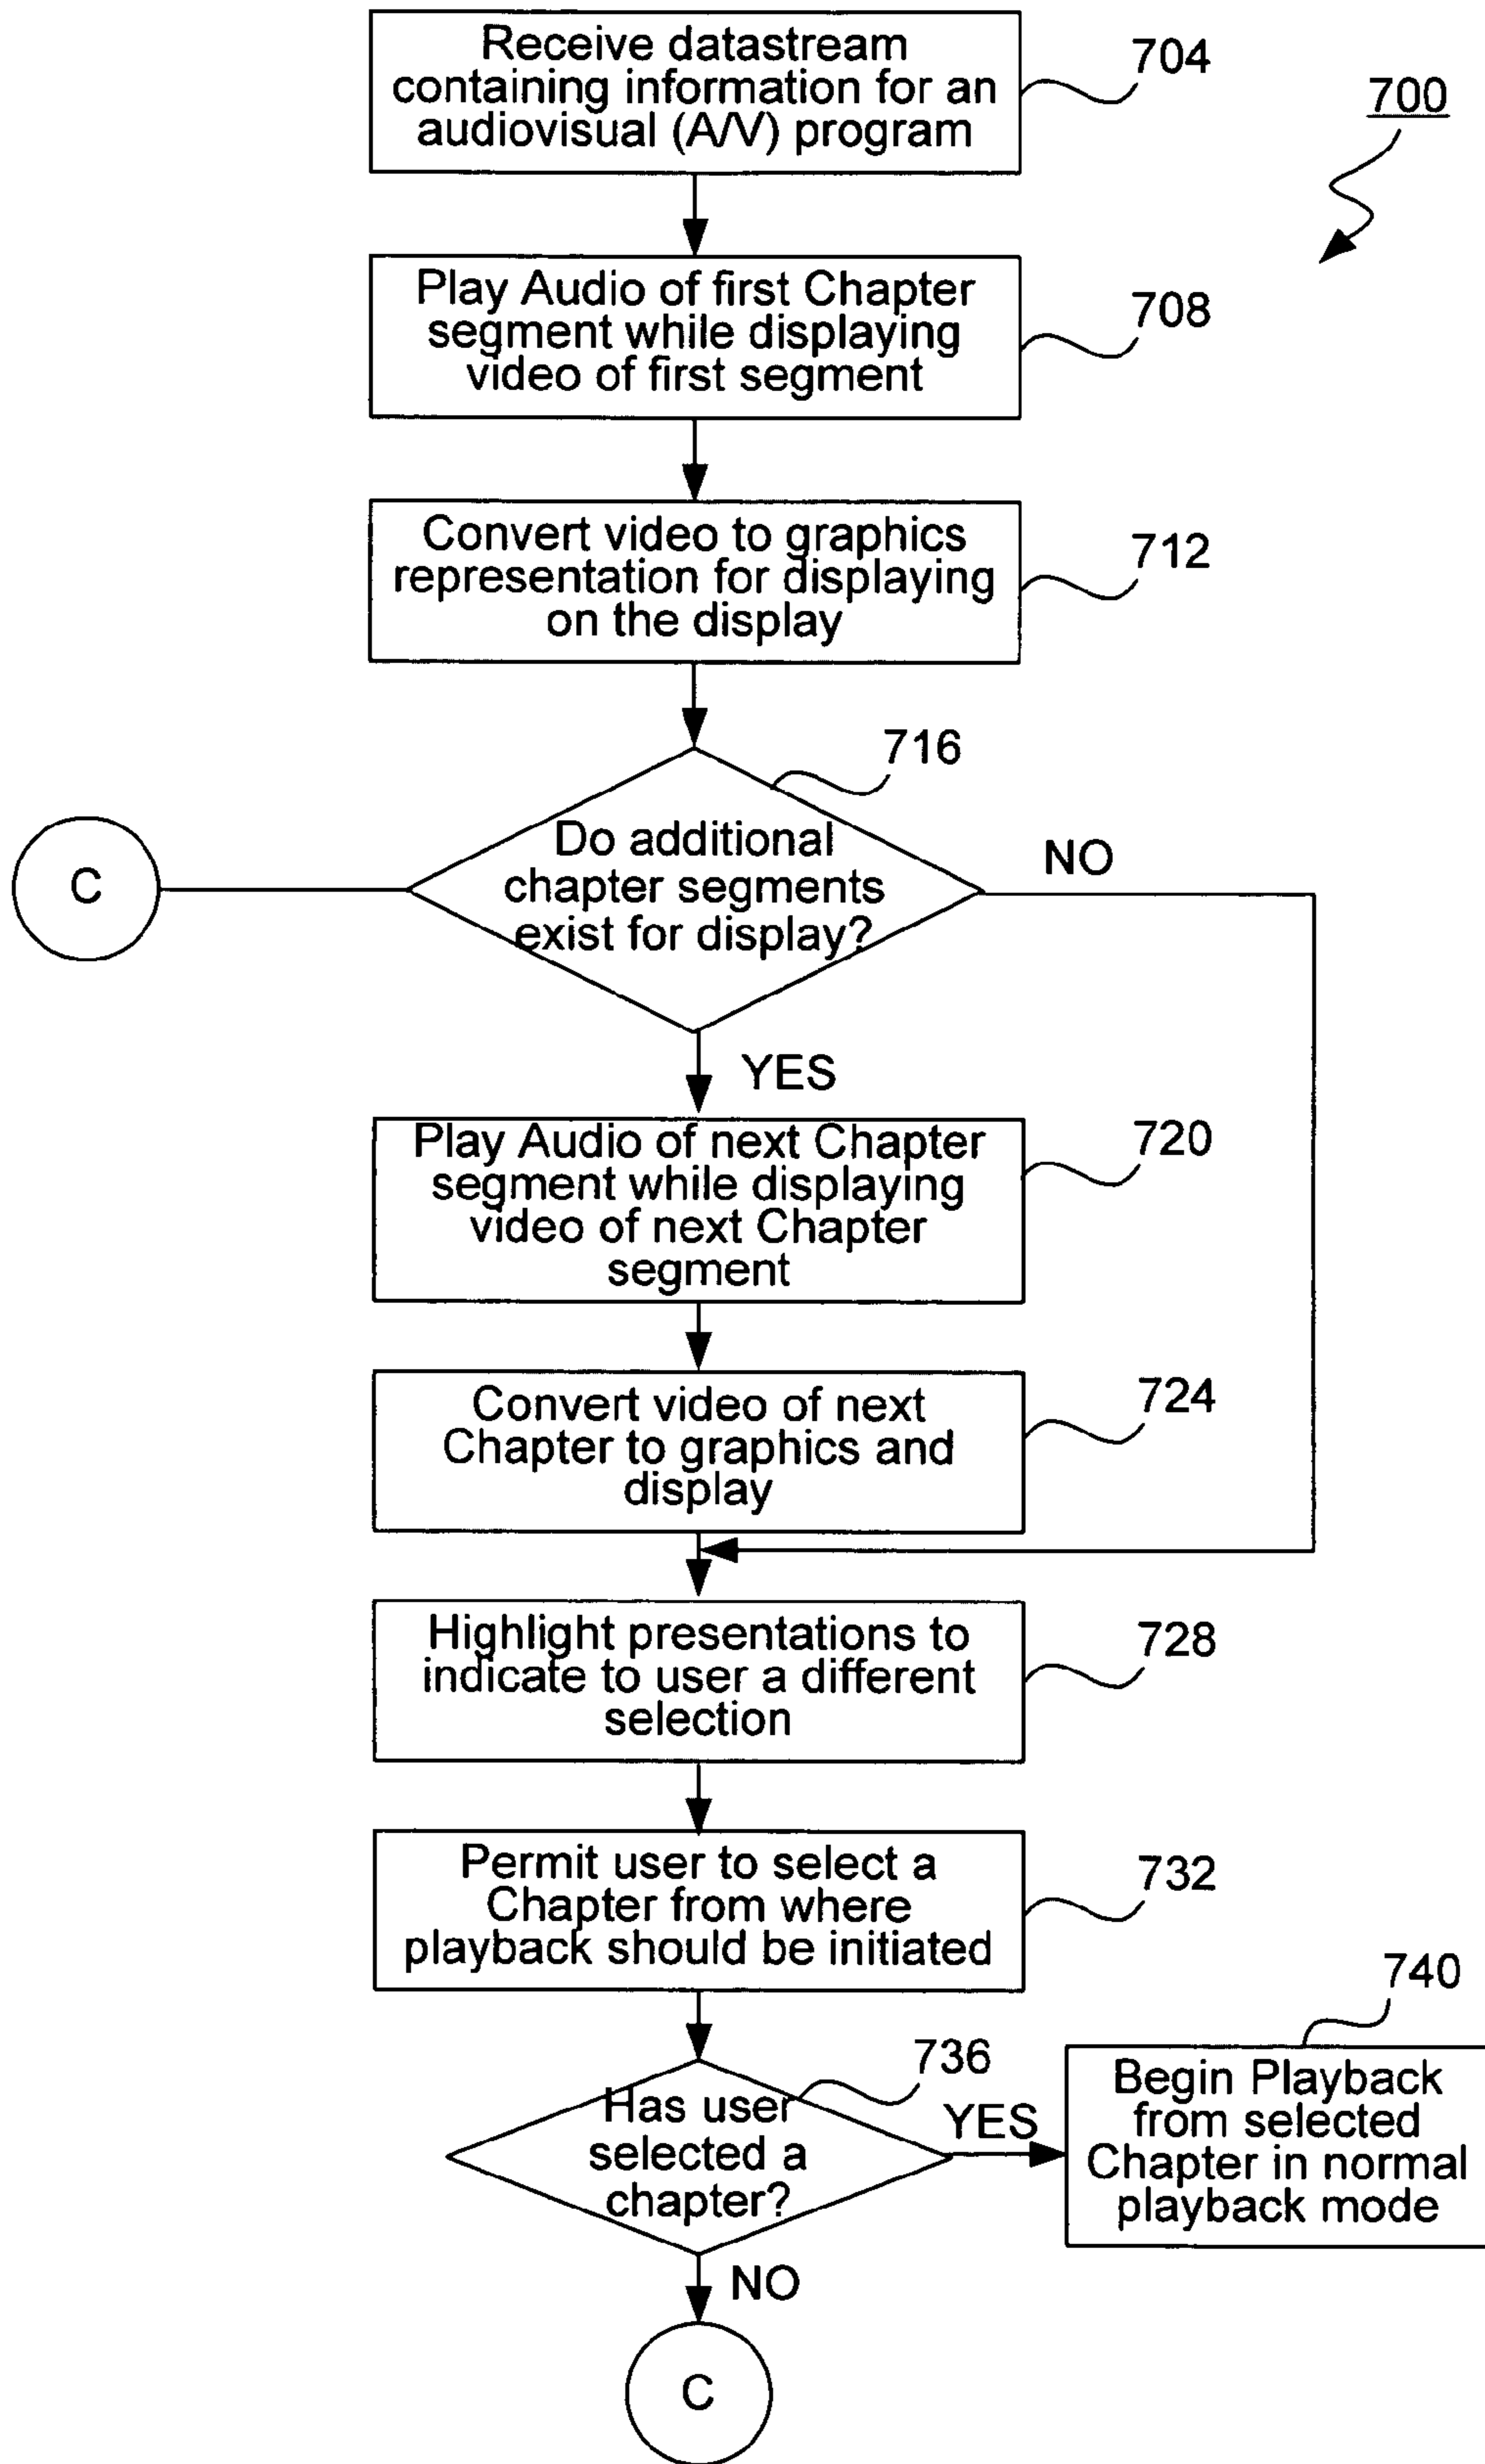 Receive datastream
containing information for an
audiovisual (A/V) program
704
700
Play Audio of first Chapter
segment while displaying
video of first segment
708
Convert video to graphics
representation for displaying
on the display
712
716
Do additional
chapter segments
exist for display?
C
NO
YES
Play Audio of next Chapter
segment while displaying
video of next Chapter
segment
720
Convert video of next
Chapter to graphics and
display
724
Highlight presentations to
indicate to user a different
selection
728
Permit user to select a
Chapter from where
playback should be initiated
732
736
Has user
selected a
chapter?
YES
740
Begin Playback
from selected
Chapter in normal
playback mode
NO
C